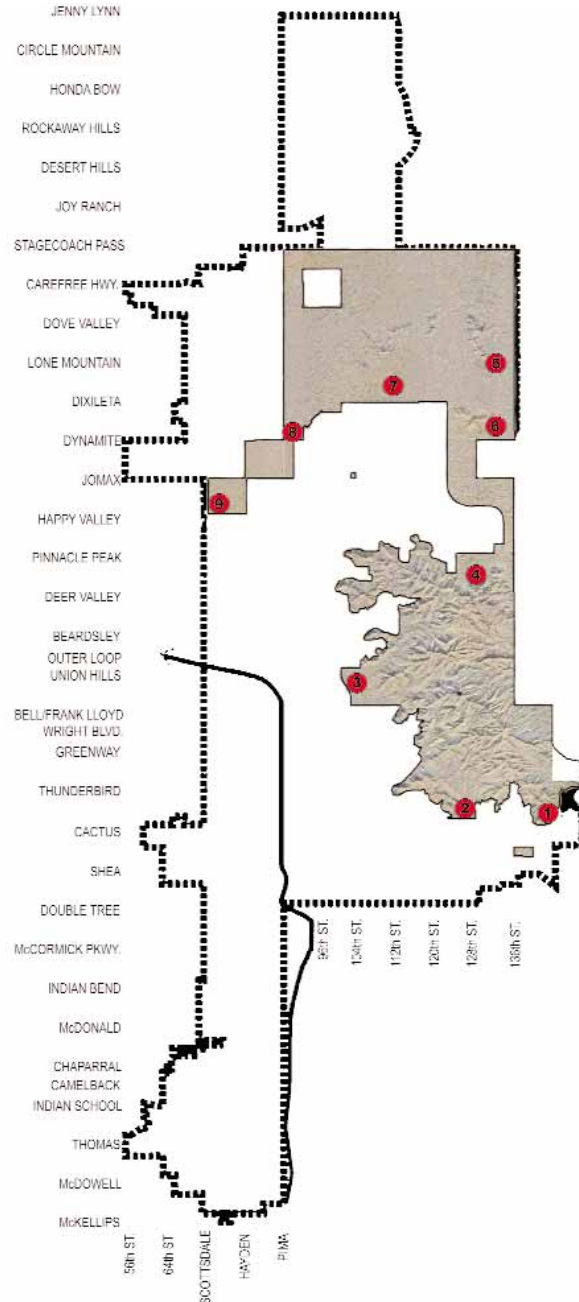 JENNY LYNN
CIRCLE MOUNTAIN
HONDA BOW
ROCKAWAY HILLS
DESERT HILLS
JOY RANCH
STAGECOACH PASS
CAREFREE HWY.
DOVE VALLEY
LONE MOUNTAIN
5
7
DIXILETA
6
8
DYNAMITE
JOMAX
9
HAPPY VALLEY
PINNACLE PEAK
4
DEER VALLEY
BEARDSLEY
OUTER LOOP
UNION HILLS
3
BELL/FRANK LLOYD
WRIGHT BLVD.
GREENWAY
THUNDERBIRD
2
1
CACTUS
SHEA
DOUBLE TREE
96th ST.
104th ST.
112th ST.
120th ST.
128th ST.
136th ST.
McCORMICK PKWY.
INDIAN BEND
McDONALD
CHAPARRAL
CAMELBACK
INDIAN SCHOOL
THOMAS
McDOWELL
McKELLIPS
56th ST.
64th ST
SCOTTSDALE
HAYDEN
PIMA